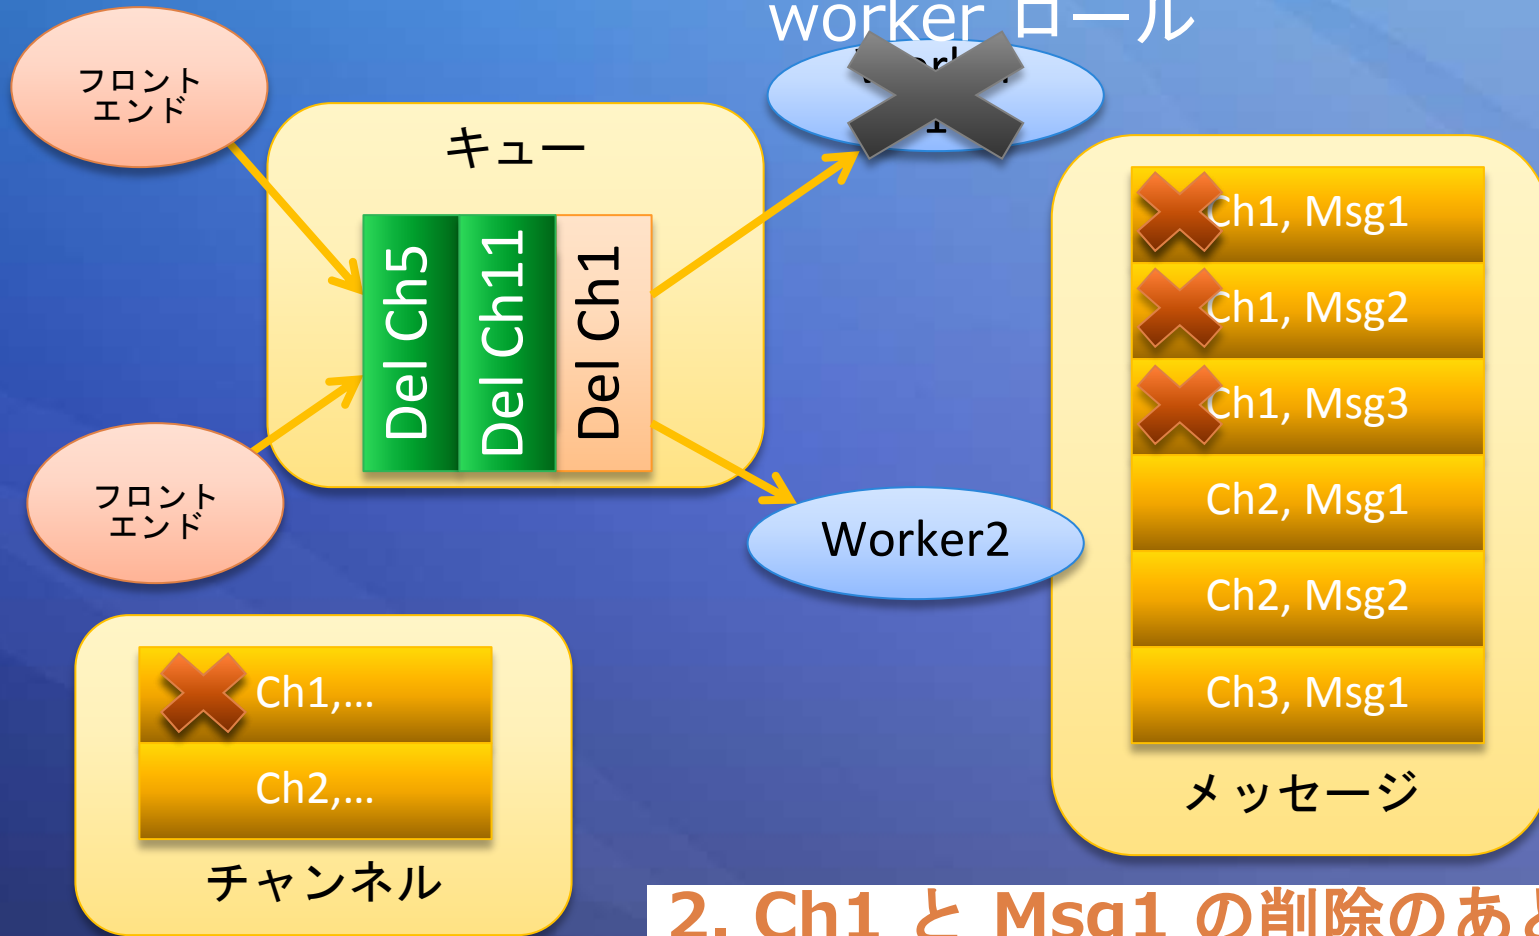 worker ロール
フロント
エンド
キュー
Del Ch5
Del Ch11
Del Ch1
Ch1, Msg1
Ch1, Msg2
Ch1, Msg3
Ch2, Msg1
Ch2, Msg2
Ch3, Msg1
メッセージ
フロント
エンド
Worker2
Ch1,...
Ch2,...
チャンネル
2. Ch1 と Msg1 の削除のあ